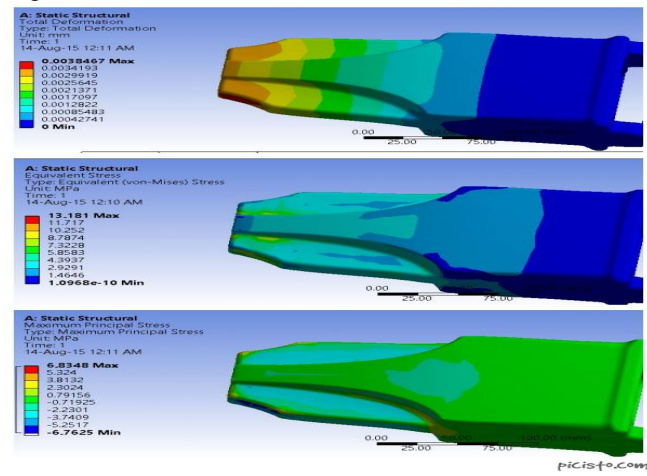 A: Static Structural
Total Deformation
Type: Total Deformation
Unit: mm
Time: 1
14-Aug-15 12:11 AM
0.0038467 Max
0.0034193
0.0029919
0.0025645
0.0021371
0.0017097
0.0012822
0.00085483
0.00042741
0 Min
0.00
25.00
75.00
A: Static Structural
Equivalent Stress
Type: Equivalent (von-Mises) Stress
Unit: MPa
Time: 1
14-Aug-15 12:10 AM
13.181 Max
11.717
10.252
8.7874
7.3228
5.8583
4.3937
2.9291
1.4646
1.0968e-10 Min
0.00
25.00
75.00
A: Static Structural
Maximum Principal Stress
Type: Maximum Principal Stress
Unit: MPa
Time: 1
14-Aug-15 12:11 AM
6.8348 Max
5.324
3.8132
2.3024
0.79156
-0.71925
-2.2301
-3.7409
-5.2517
-6.7625 Min
0.00
50.00
100.00 (mm)
25.00
75.00
picisto.com